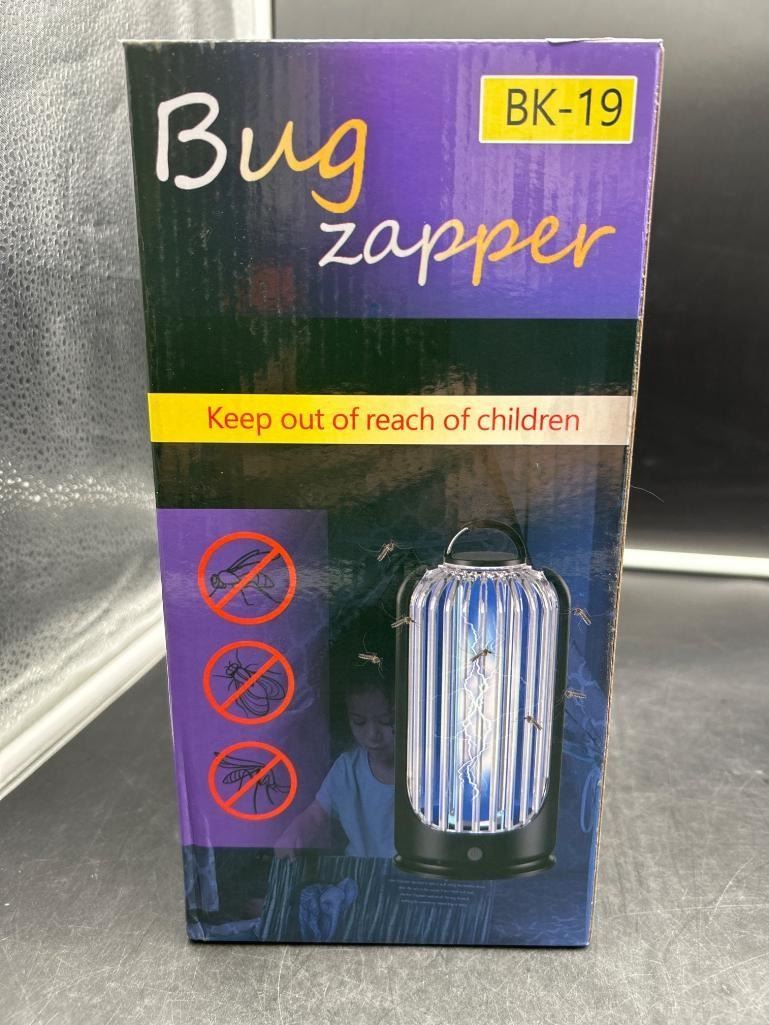 BK-19
Bug
zapper
Keep out of reach of children